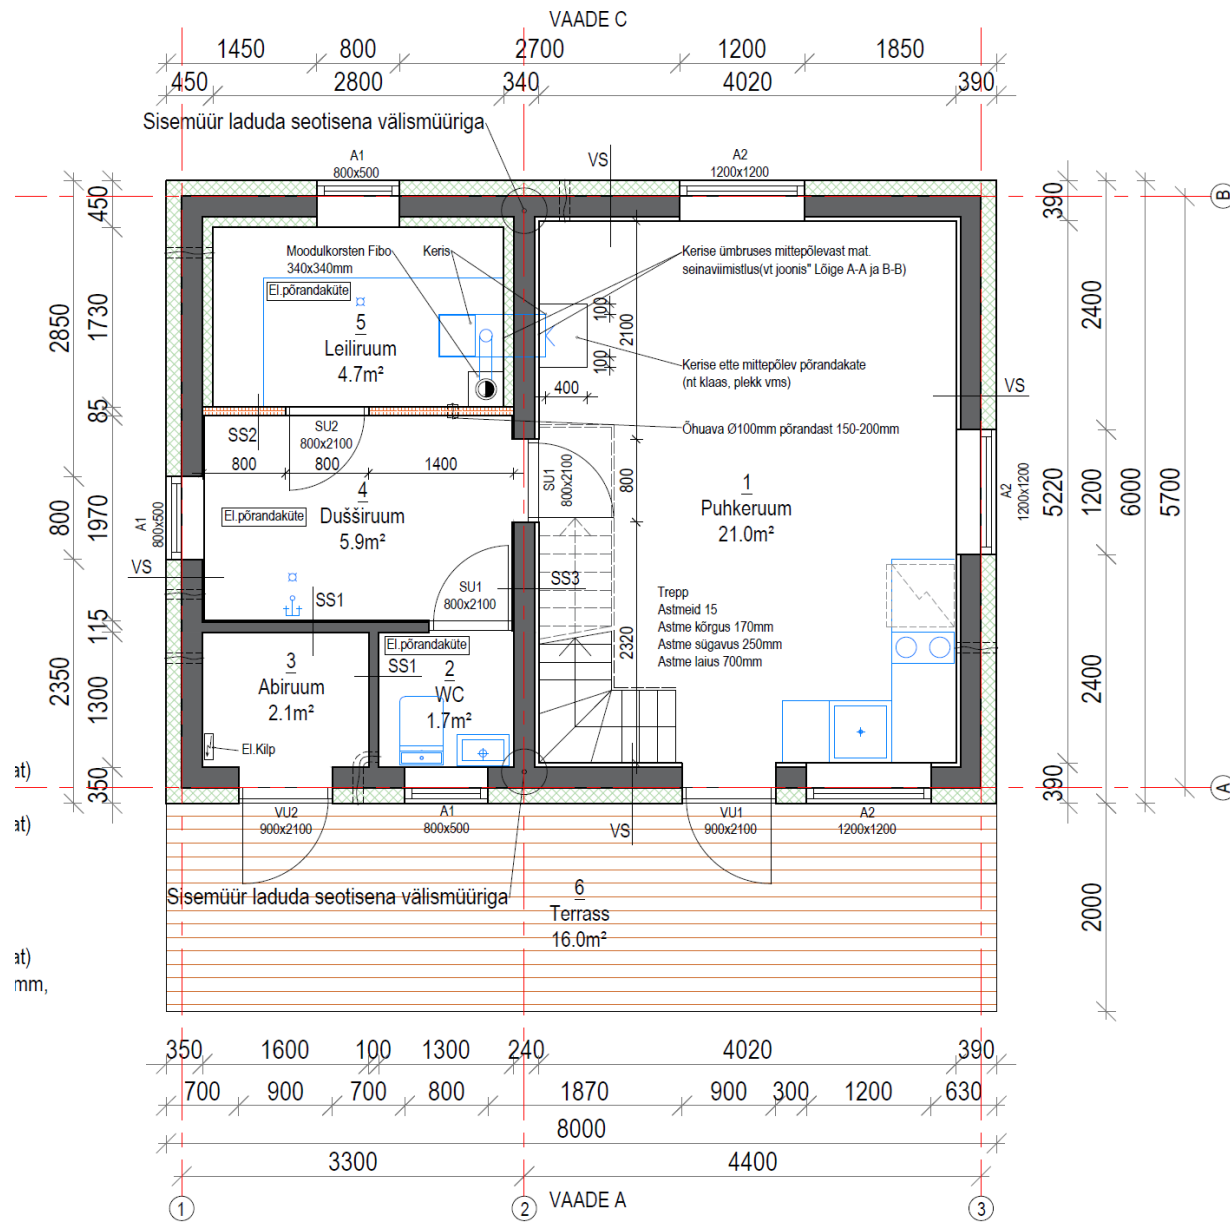 VAADE C
1450 800 2700 1200 1850
450 2800 340 4020 390
Sisemüür laduda seotisena välismüüriga
A1
800x500
VS
A2
1200x1200
B
450
390
Moodulkorsten Fibo
340x340mm
Keris
Kerise ümbruses mittepõlevast mat.
seinaviimistlus(vt joonis" Lõige A-A ja B-B)
El.põrandaküte
5
Leiliruum
4.7m²
100
100
2100
400
Kerise ette mittepõlev põrandakate
(nt klaas, plekk vms)
VS
2850
1730
2400
85
SS2
SU2
800x2100
Õhuava Ø100mm põrandast 150-200mm
800 800 1400
SU1
800x2100
800
1
Puhkeruum
21.0m²
4
Dušširuum
5.9m²
El.põrandaküte
A1
800x500
A2
1200x1200
800
1970
5220
1200
6000
5700
VS
SS1
SU1
800x2100
SS3
Trepp
Astmeid 15
Astme kõrgus 170mm
Astme sügavus 250mm
Astme laius 700mm
115
2320
El.põrandaküte
3
Abiruum
2.1m²
SS1
2
WC
1.7m²
2350
1300
2400
El.Kilp
at)
350
390
A
VU2
900x2100
A1
800x500
VS
VU1
900x2100
A2
1200x1200
at)
Sisemüür laduda seotisena välismüüriga
6
Terrass
16.0m²
2000
at)
mm,
350 1600 100 1300 240 4020 390
700 900 700 800 1870 900 300 1200 630
8000
3300 4400
VAADE A
1 2 3